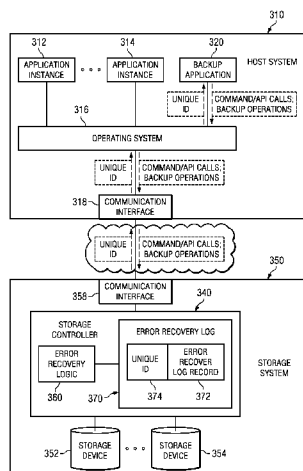 310
312
314
320
APPLICATION
INSTANCE
APPLICATION
INSTANCE
BACKUP
APPLICATION
HOST SYSTEM
316
UNIQUE
ID
COMMAND/API CALLS;
BACKUP OPERATIONS
OPERATING SYSTEM
UNIQUE
ID
COMMAND/API CALLS;
BACKUP OPERATIONS
318
COMMUNICATION
INTERFACE
UNIQUE
ID
COMMAND/API CALLS;
BACKUP OPERATIONS
350
358
COMMUNICATION
INTERFACE
340
STORAGE
CONTROLLER
ERROR RECOVERY LOG
STORAGE
SYSTEM
ERROR
RECOVERY
LOGIC
UNIQUE
ID
ERROR
RECOVER
LOG RECORD
360
370
374
372
352
STORAGE
DEVICE
STORAGE
DEVICE
354